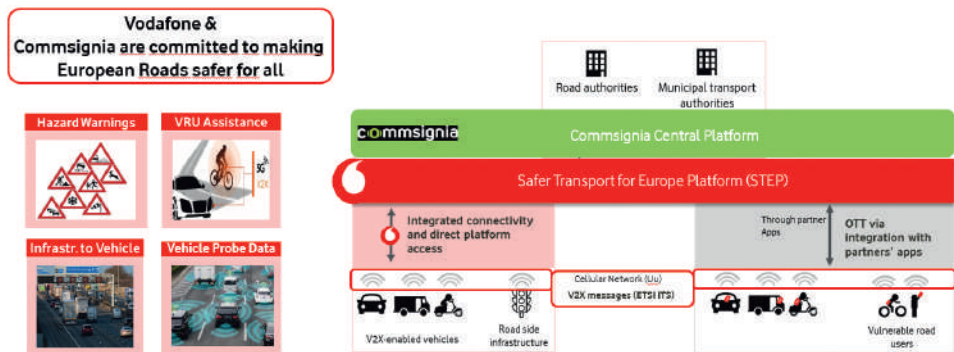 Vodafone &
Commsignia are committed to making
European Roads safer for all
Hazard Warnings
VRU Assistance
5G
V2X
Infrastr. to Vehicle
Vehicle Probe Data
Road authorities
Municipal transport
authorities
commsignia
Commsignia Central Platform
Safer Transport for Europe Platform (STEP)
Integrated connectivity
and direct platform
access
Through partner
Apps
OTT via
integration with
partners' apps
Cellular Network (Uu)
V2X messages (ETSI ITS)
V2X-enabled vehicles
Road side
infrastructure
Vulnerable road
users